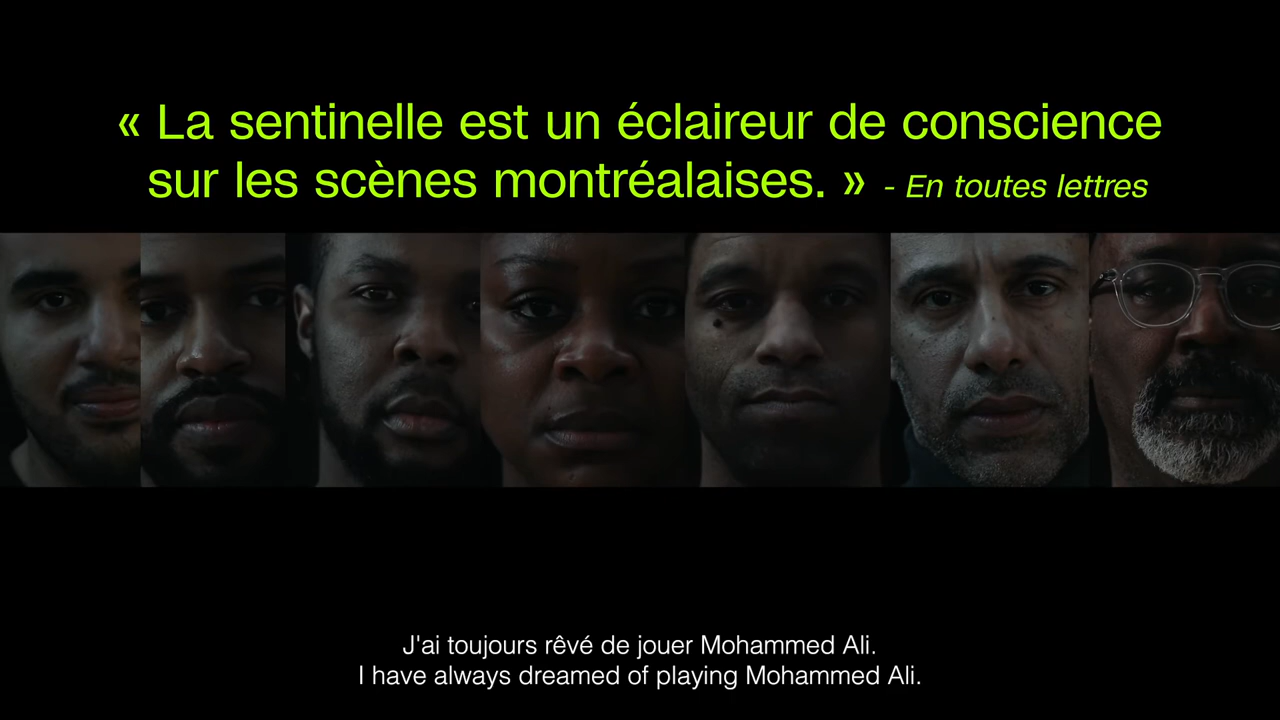 « La sentinelle est un éclaireur de conscience
sur les scènes montréalaises. » - En toutes lettres
J'ai toujours rêvé de jouer Mohammed Ali.
I have always dreamed of playing Mohammed Ali.